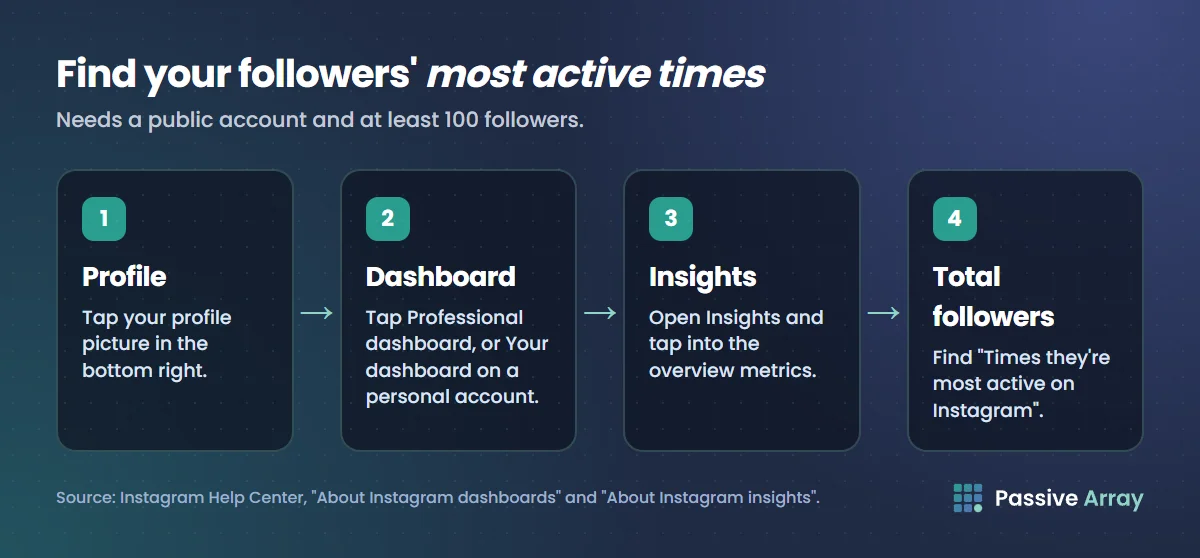 Find your followers' most active times
Needs a public account and at least 100 followers.
1
Profile
Tap your profile
picture in the
bottom right.
→
2
Dashboard
Tap Professional
dashboard, or Your
dashboard on a
personal account.
→
3
Insights
Open Insights and
tap into the
overview metrics.
→
4
Total
followers
Find "Times they're
most active on
Instagram".
Source: Instagram Help Center, "About Instagram dashboards" and "About Instagram insights".
Passive Array